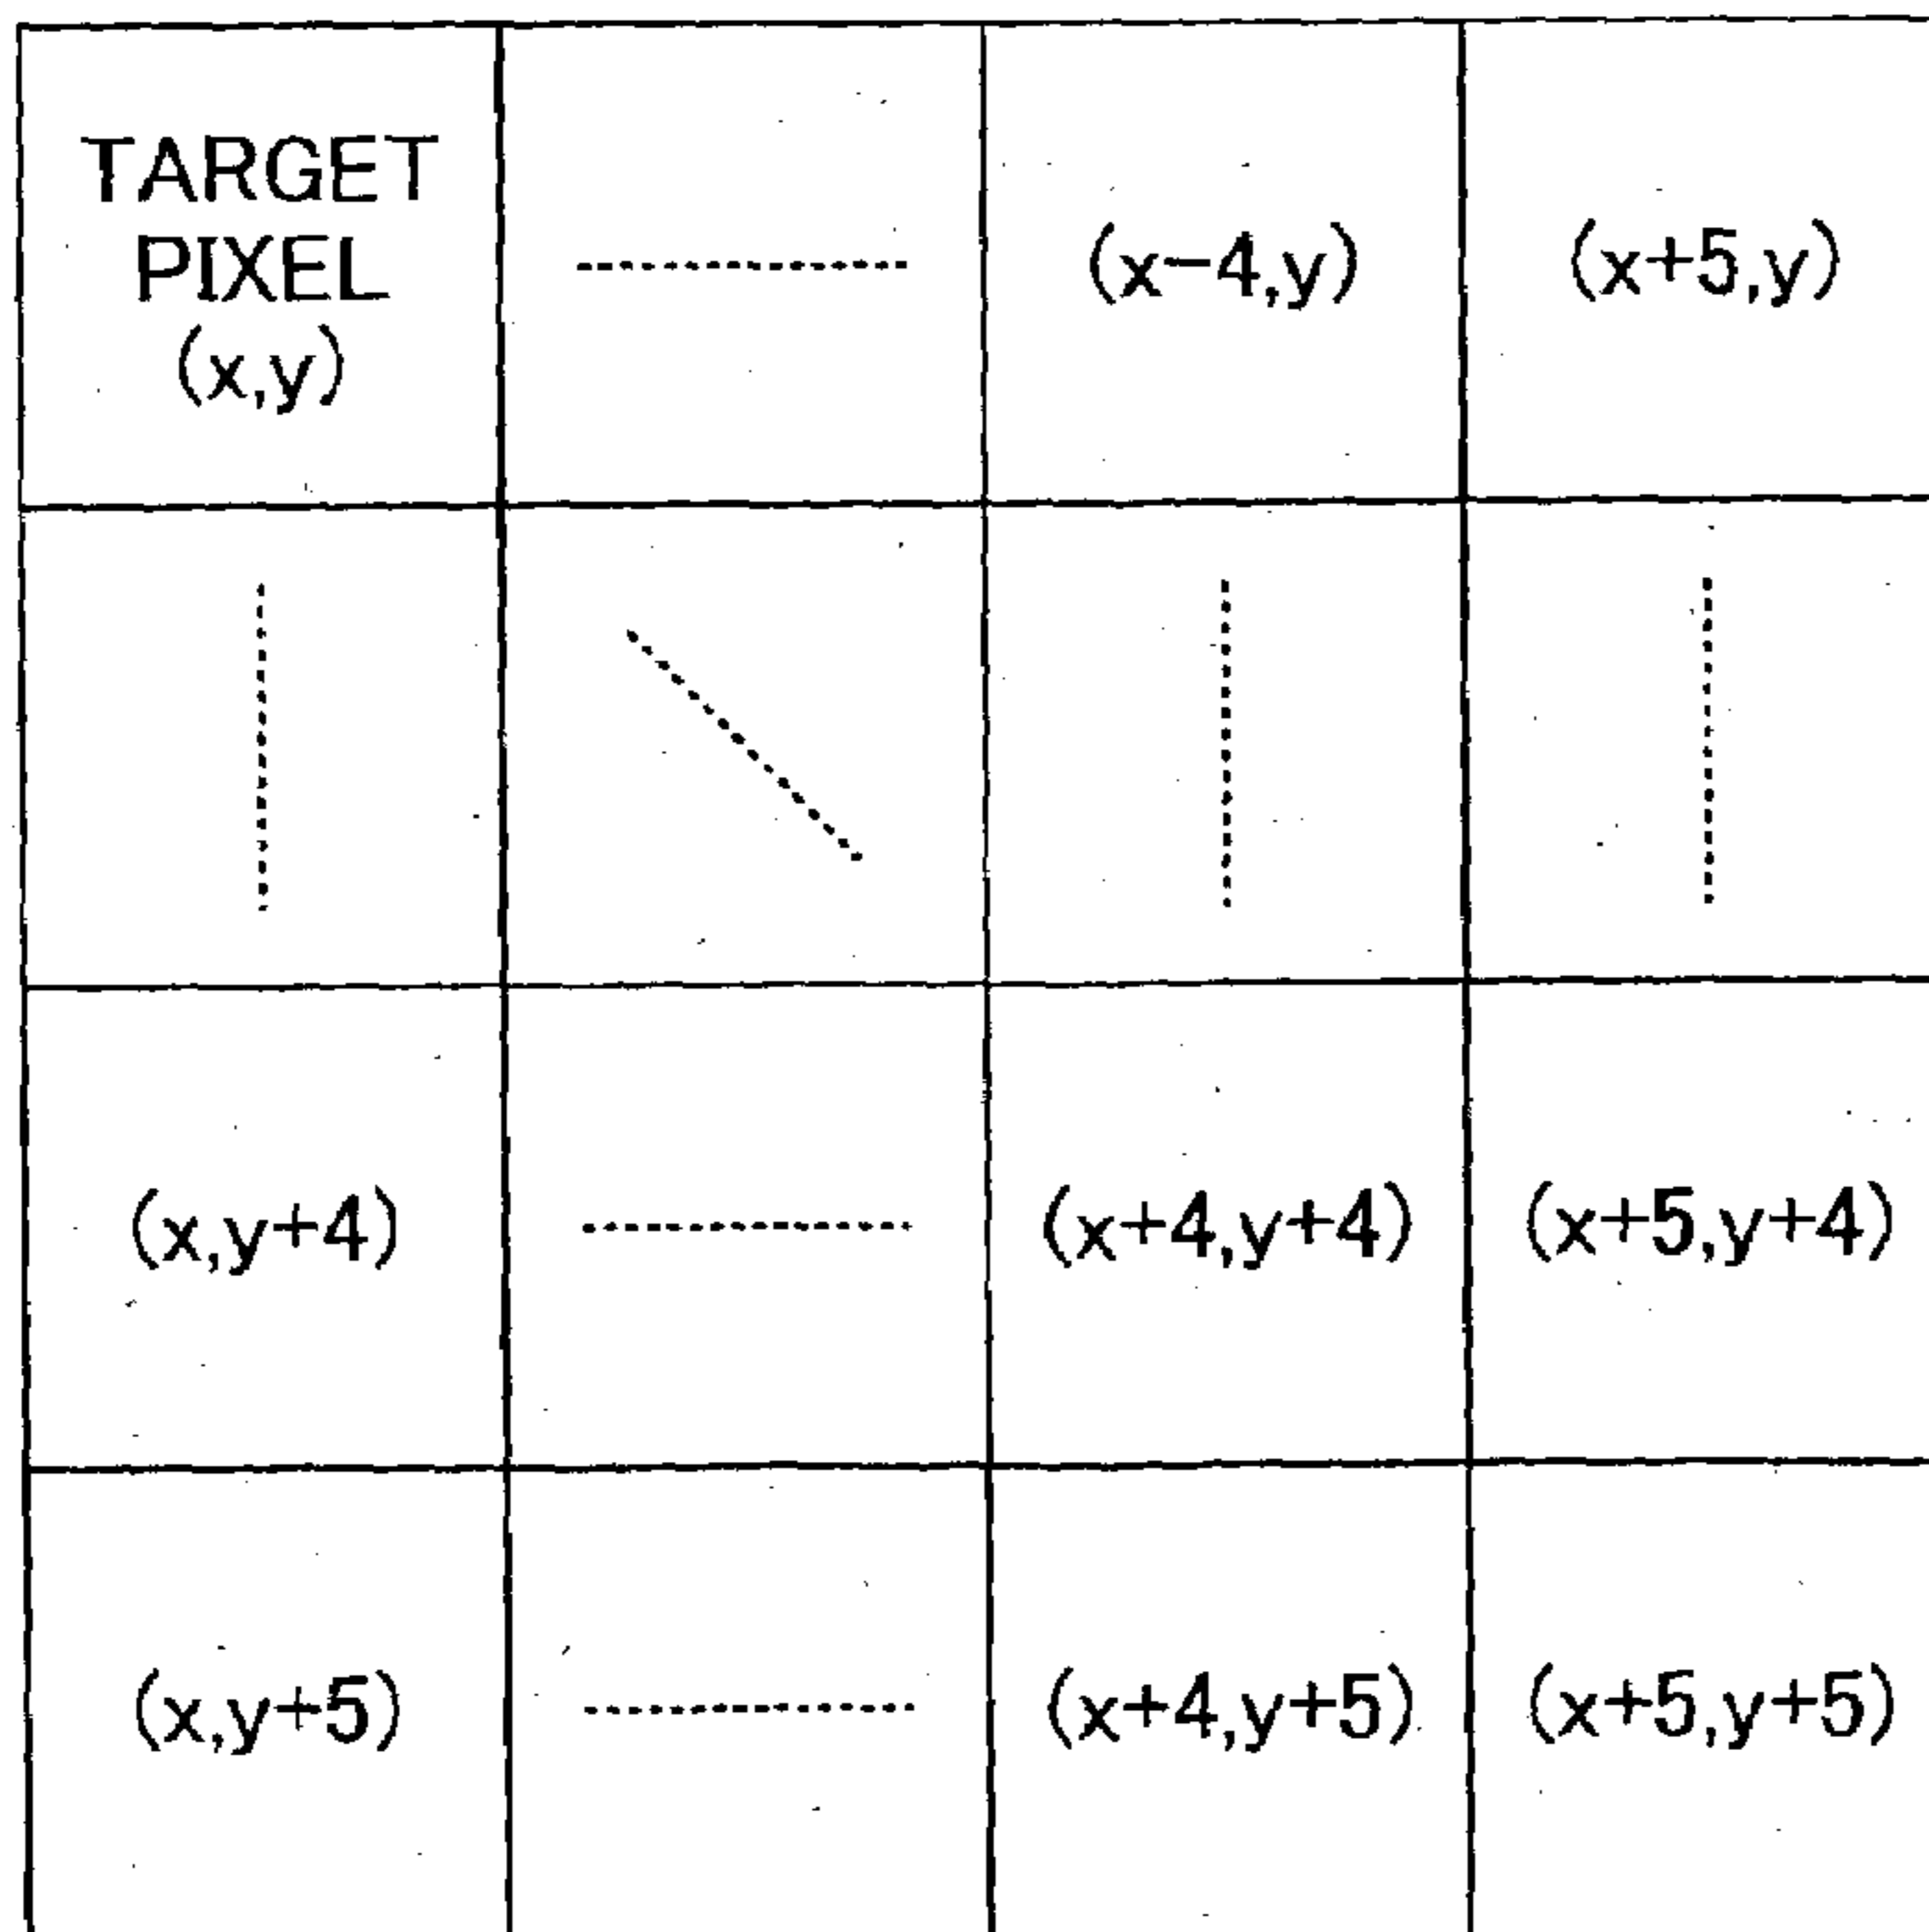 TARGET
PIXEL
(x,y)
(x−4,y)
(x+5,y)
(x,y+4)
(x+4,y+4)
(x+5,y+4)
(x,y+5)
(x+4,y+5)
(x+5,y+5)